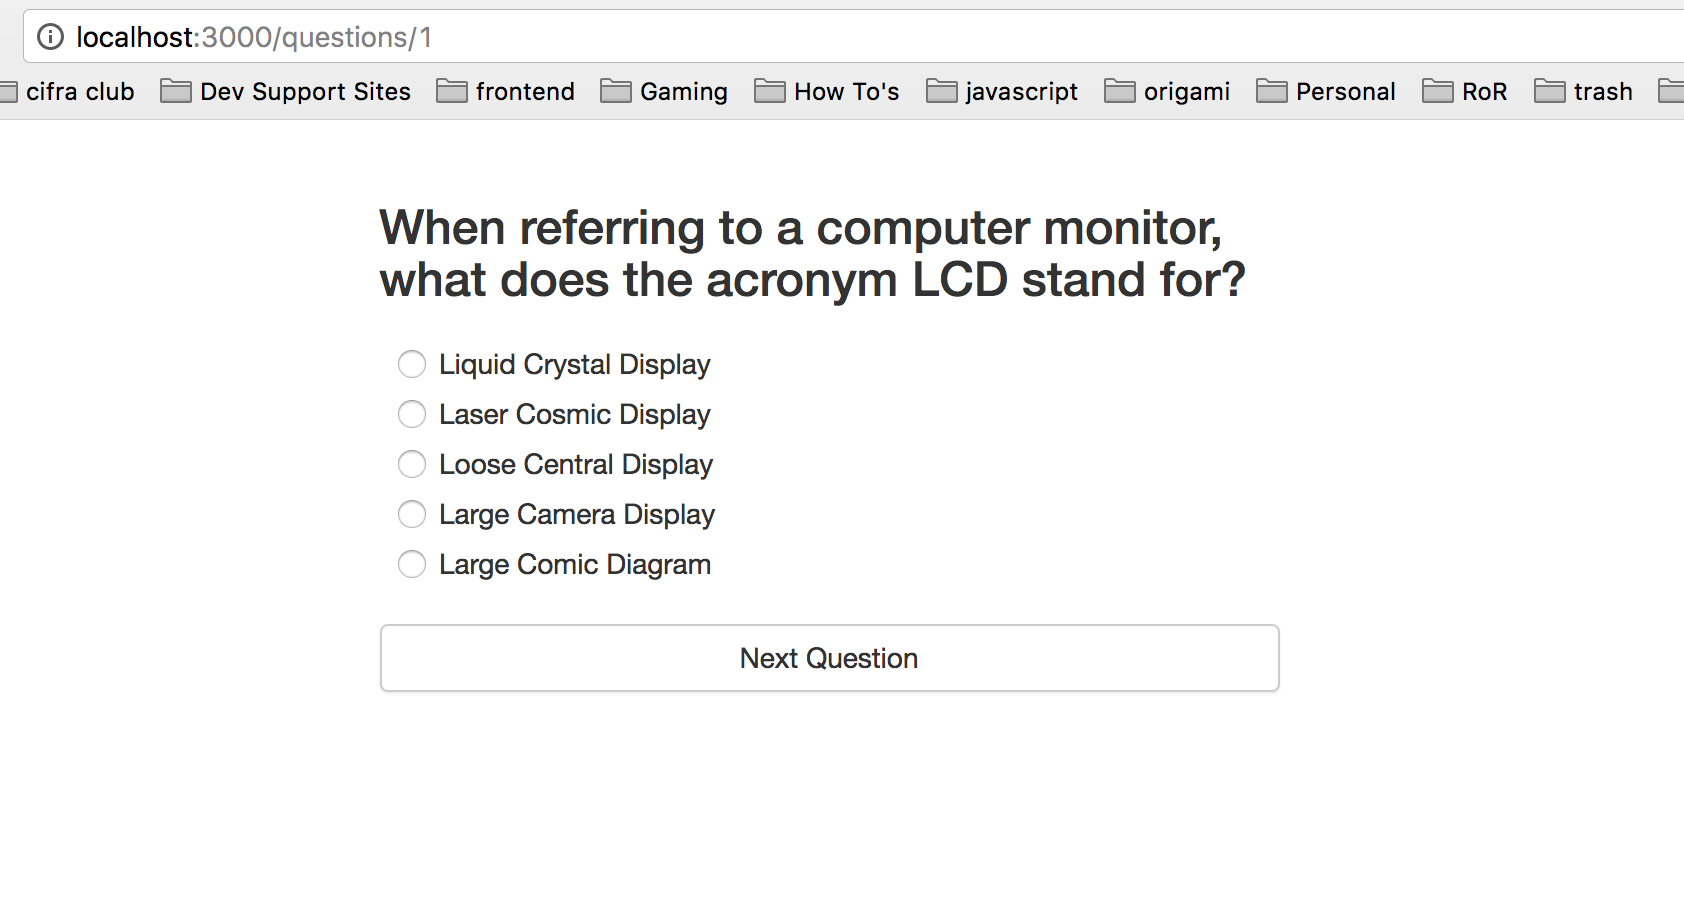 localhost:3000/questions/1
cifra club Dev Support Sites frontend Gaming How To's javascript origami Personal RoR trash
When referring to a computer monitor,
what does the acronym LCD stand for?
Liquid Crystal Display
Laser Cosmic Display
Loose Central Display
Large Camera Display
Large Comic Diagram
Next Question